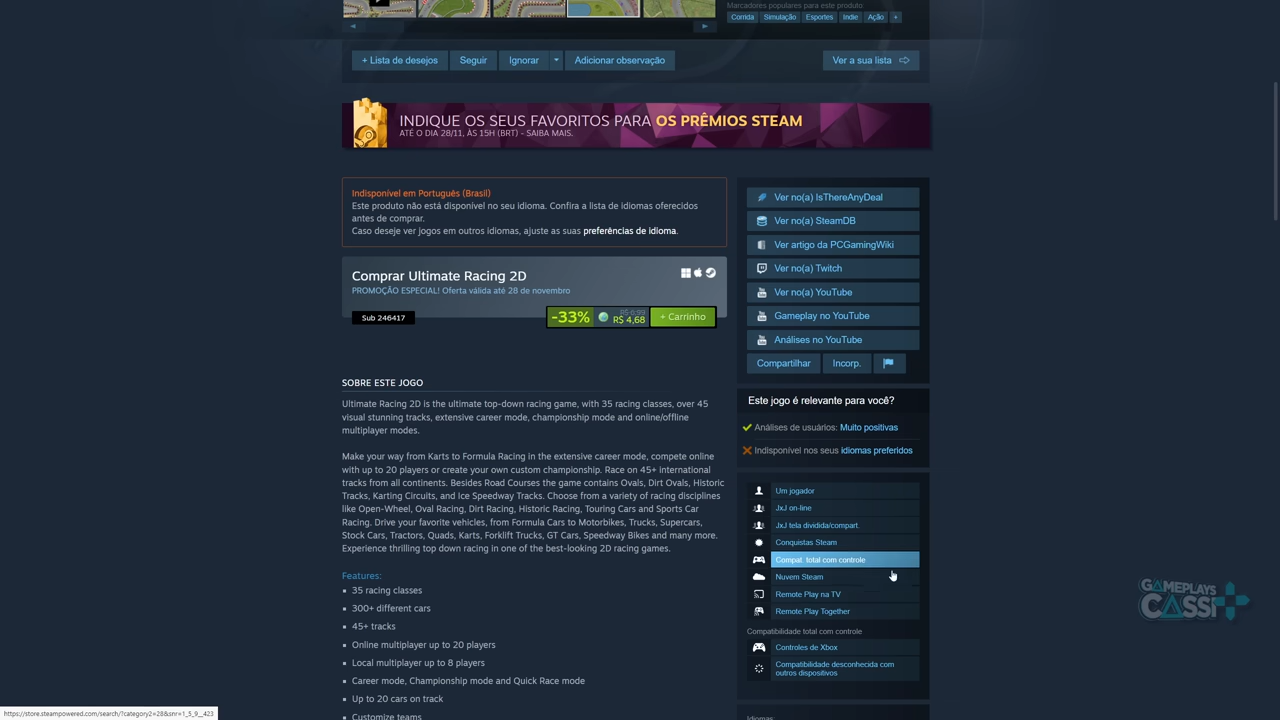 Marcadores populares para este produto
Corrida Simulação Esportes Indie Ação +
+ Lista de desejos Seguir Ignorar Adicionar observação Ver a sua lista
INDIQUE OS SEUS FAVORITOS PARA OS PRÊMIOS STEAM
ATÉ O DIA 28/11, ÀS 15H (BRT) - SAIBA MAIS.
Indisponível em Português (Brasil)
Este produto não está disponível no seu idioma. Confira a lista de idiomas oferecidos
antes de comprar.
Caso deseje ver jogos em outros idiomas, ajuste as suas preferências de idioma.
Comprar Ultimate Racing 2D
PROMOÇÃO ESPECIAL! Oferta válida até 28 de novembro
Sub 246417
-33%
R$ 6,99
R$ 4,68
+ Carrinho
SOBRE ESTE JOGO
Ultimate Racing 2D is the ultimate top-down racing game, with 35 racing classes, over 45
visual stunning tracks, extensive career mode, championship mode and online/offline
multiplayer modes.
Make your way from Karts to Formula Racing in the extensive career mode, compete online
with up to 20 players or create your own custom championship. Race on 45+ international
tracks from all continents. Besides Road Courses the game contains Ovals, Dirt Ovals, Historic
Tracks, Karting Circuits, and Ice Speedway Tracks. Choose from a variety of racing disciplines
like Open-Wheel, Oval Racing, Dirt Racing, Historic Racing, Touring Cars and Sports Car
Racing. Drive your favorite vehicles, from Formula Cars to Motorbikes, Trucks, Supercars,
Stock Cars, Tractors, Quads, Karts, Forklift Trucks, GT Cars, Speedway Bikes and many more.
Experience thrilling top down racing in one of the best-looking 2D racing games.
Features:
35 racing classes
300+ different cars
45+ tracks
Online multiplayer up to 20 players
Local multiplayer up to 8 players
Career mode, Championship mode and Quick Race mode
Up to 20 cars on track
Customize teams
Ver no(a) IsThereAnyDeal
Ver no(a) SteamDB
Ver artigo da PCGamingWiki
Ver no(a) Twitch
Ver no(a) YouTube
Gameplay no YouTube
Análises no YouTube
Compartilhar Incorp.
Este jogo é relevante para você?
Análises de usuários: Muito positivas
Indisponível nos seus idiomas preferidos
Um jogador
JxJ on-line
JxJ tela dividida/compart.
Conquistas Steam
Compat. total com controle
Nuvem Steam
Remote Play na TV
Remote Play Together
Compatibilidade total com controle
Controles de Xbox
Compatibilidade desconhecida com
outros dispositivos
Idiomas:
GAMEPLAYS
CASSI
https://store.steampowered.com/search/?category2=28&snr=1_5_9__423